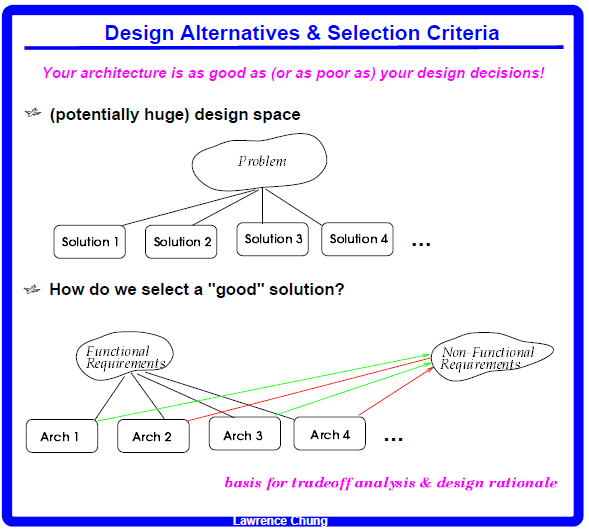 Design Alternatives & Selection Criteria
Your architecture is as good as (or as poor as) your design decisions!
(potentially huge) design space
Problem
Solution 1
Solution 2
Solution 3
Solution 4
...
How do we select a "good" solution?
Functional
Requirements
Non-Functional
Requirements
Arch 1
Arch 2
Arch 3
Arch 4
...
basis for tradeoff analysis & design rationale
Lawrence Chung